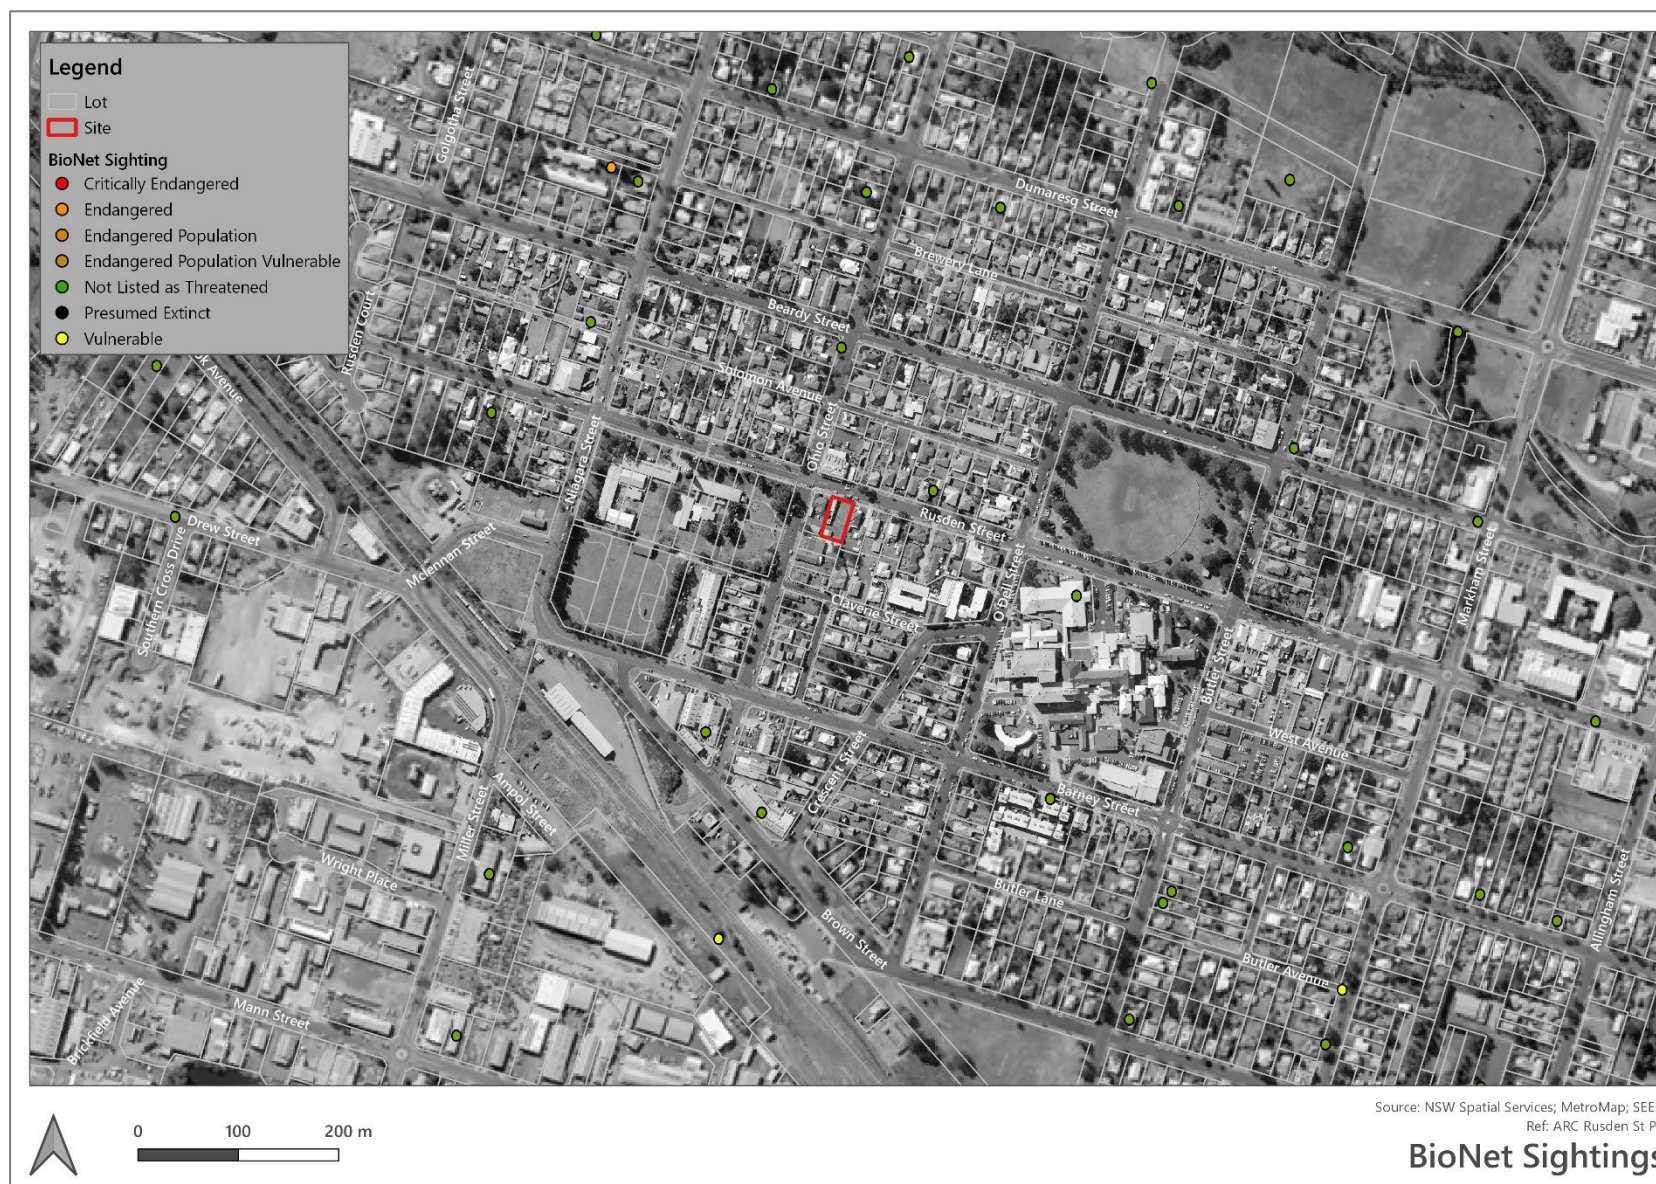 Legend
Lot
Site
BioNet Sighting
Critically Endangered
Endangered
Endangered Population
Endangered Population Vulnerable
Not Listed as Threatened
Presumed Extinct
Vulnerable
Golgotha Street
Dumaresq Street
Brewery Lane
Beardy Street
Rusden Court
Solomon Avenue
Ohio Street
Niagara Street
Rusden Street
Drew Street
Mclennan Street
Southern Cross Drive
Claverie Street
O'Dell Street
Markham Street
Butler Street
West Avenue
Crescent Street
Barney Street
Ampol Street
Miller Street
Wright Place
Butler Lane
Brown Street
Allingham Street
Butler Avenue
Mann Street
Brickfield Avenue
0 100 200 m
Source: NSW Spatial Services; MetroMap; SEE
Ref: ARC Rusden St P
BioNet Sightings